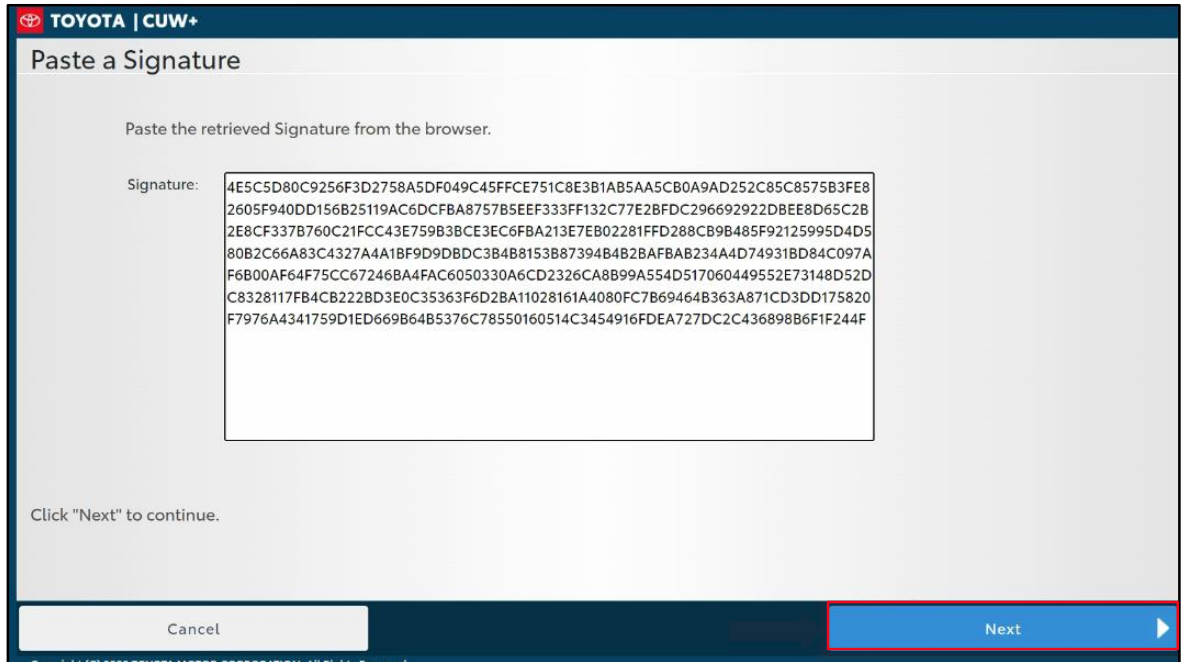 TOYOTA | CUW+
Paste a Signature
Paste the retrieved Signature from the browser.
Signature:
4E5C5D80C9256F3D2758A5DF049C45FFCE751C8E3B1AB5AA5CB0A9AD252C85C8575B3FE8
2605F940DD156B25119AC6DCFBA8757B5EEF333FF132C77E2BFDC296692922DBEE8D65C2B
2E8CF337B760C21FCC43E759B3BCE3EC6FBA213E7EB02281FFD288CB9B485F92125995D4D5
80B2C66A83C4327A4A1BF9D9DBDC3B4B8153B87394B4B2BAFBAB234A4D74931BD84C097A
F6B00AF64F75CC67246BA4FAC6050330A6CD2326CA8B99A554D517060449552E73148D52D
C8328117FB4CB222BD3E0C35363F6D2BA11028161A4080FC7B69464B363A871CD3DD175820
F7976A4341759D1ED669B64B5376C78550160514C3454916FDEA727DC2C436898B6F1F244F
Click "Next" to continue.
Cancel
Next